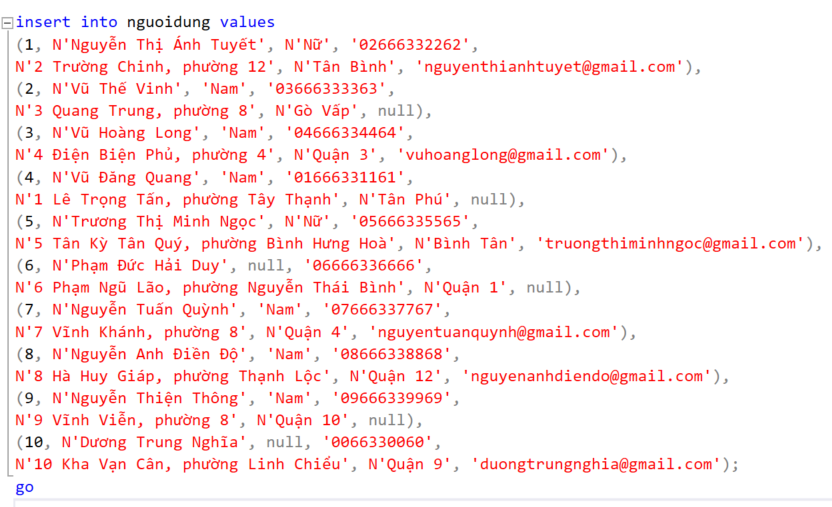 insert into nguoidung values
(1, N'Nguyễn Thị Ánh Tuyết', N'Nữ', '02666332262',
N'2 Trường Chinh, phường 12', N'Tân Bình', 'nguyenthianhtuyet@gmail.com'),
(2, N'Vũ Thế Vinh', 'Nam', '03666333363',
N'3 Quang Trung, phường 8', N'Gò Vấp', null),
(3, N'Vũ Hoàng Long', 'Nam', '04666334464',
N'4 Điện Biện Phủ, phường 4', N'Quận 3', 'vuhoanglong@gmail.com'),
(4, N'Vũ Đăng Quang', 'Nam', '01666331161',
N'1 Lê Trọng Tấn, phường Tây Thạnh', N'Tân Phú', null),
(5, N'Trương Thị Minh Ngọc', N'Nữ', '05666335565',
N'5 Tân Kỳ Tân Quý, phường Bình Hưng Hoà', N'Bình Tân', 'truongthiminhngoc@gmail.com'),
(6, N'Phạm Đức Hải Duy', null, '06666336666',
N'6 Phạm Ngũ Lão, phường Nguyễn Thái Bình', N'Quận 1', null),
(7, N'Nguyễn Tuấn Quỳnh', 'Nam', '07666337767',
N'7 Vĩnh Khánh, phường 8', N'Quận 4', 'nguyentuanquynh@gmail.com'),
(8, N'Nguyễn Anh Điền Độ', 'Nam', '08666338868',
N'8 Hà Huy Giáp, phường Thạnh Lộc', N'Quận 12', 'nguyenanhdiendo@gmail.com'),
(9, N'Nguyễn Thiện Thông', 'Nam', '09666339969',
N'9 Vĩnh Viễn, phường 8', N'Quận 10', null),
(10, N'Dương Trung Nghĩa', null, '0066330060',
N'10 Kha Vạn Cân, phường Linh Chiểu', N'Quận 9', 'duongtrungnghia@gmail.com');
go